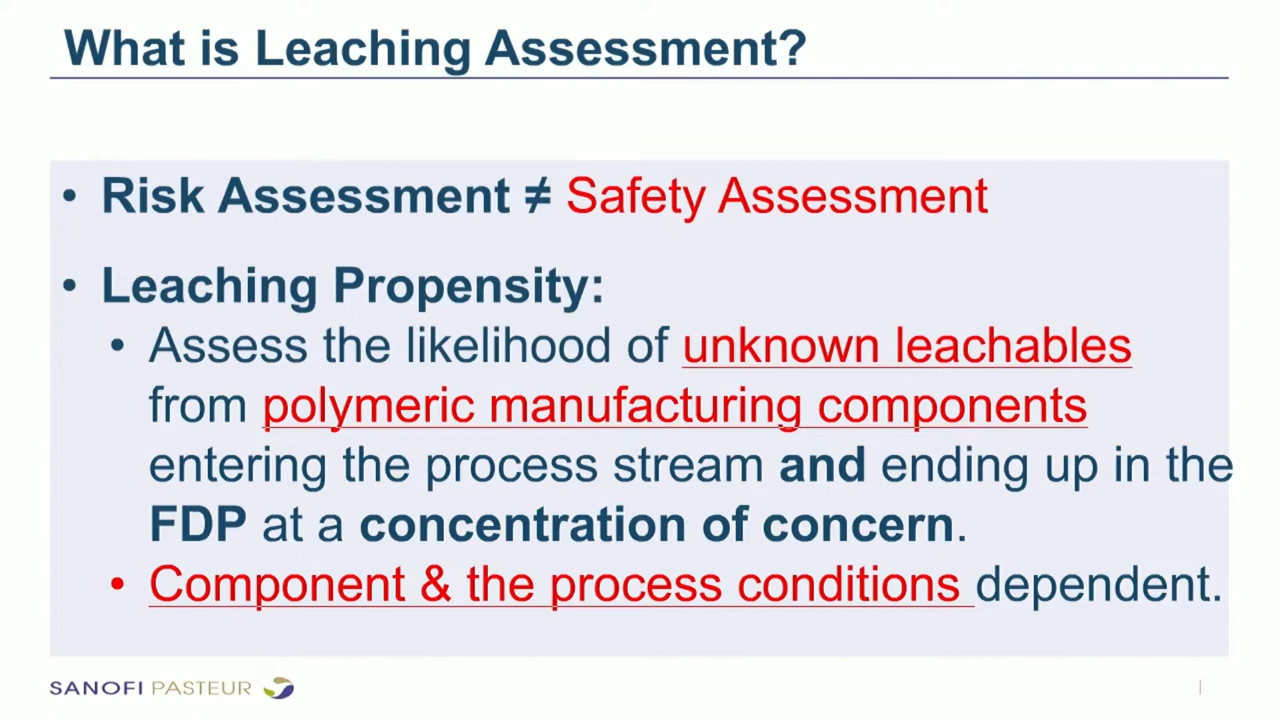 What is Leaching Assessment?
• Risk Assessment ≠ Safety Assessment
• Leaching Propensity:
• Assess the likelihood of unknown leachables
from polymeric manufacturing components
entering the process stream and ending up in the
FDP at a concentration of concern.
• Component & the process conditions dependent.
SANOFI PASTEUR